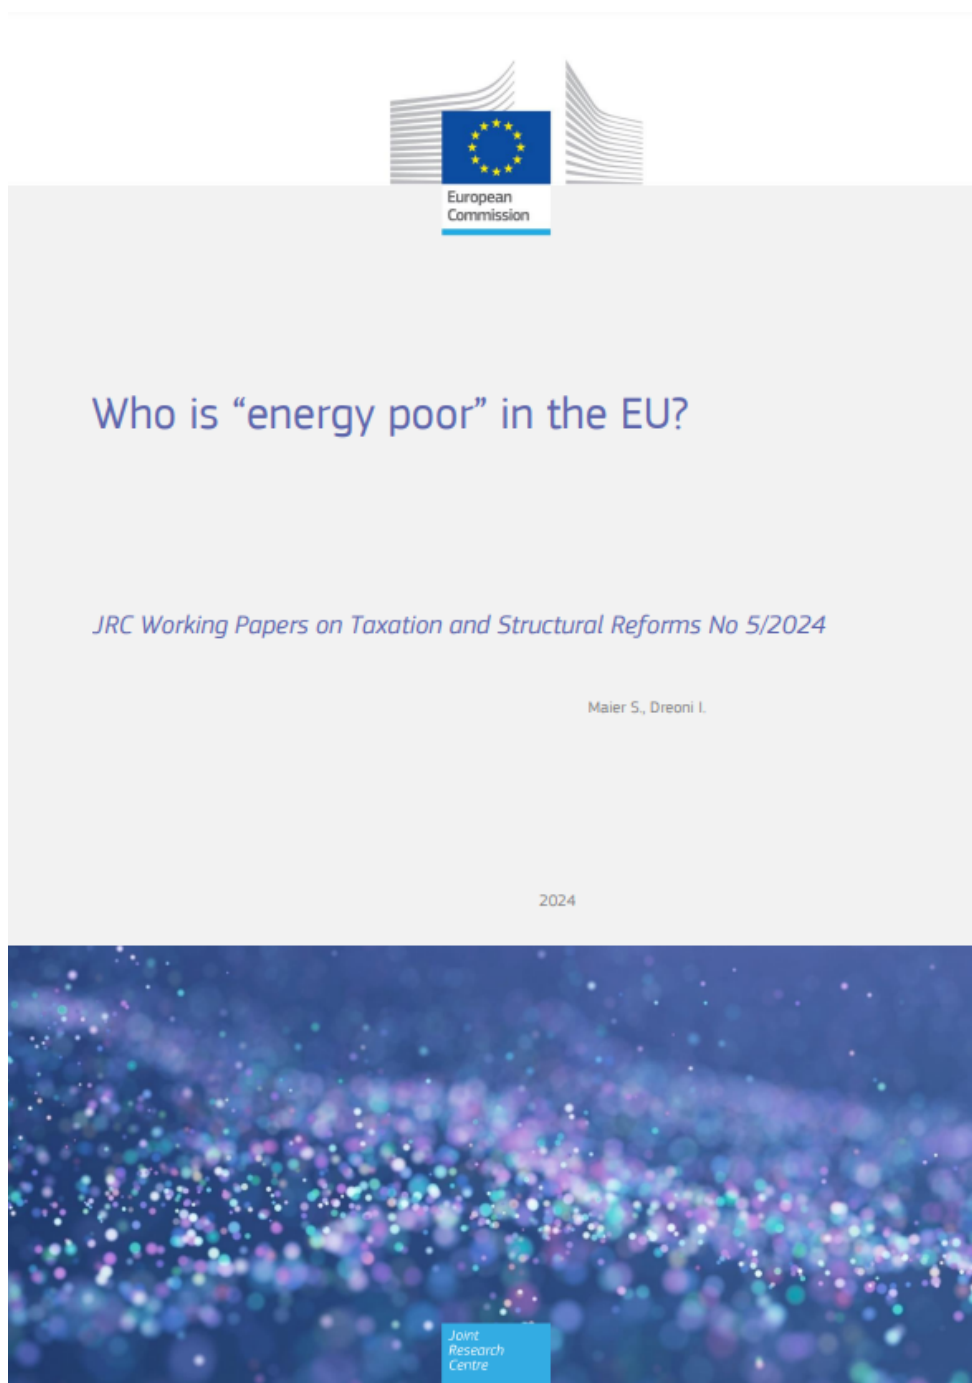 European
Commission
Who is “energy poor” in the EU?
JRC Working Papers on Taxation and Structural Reforms No 5/2024
Maier S., Dreoni I.
2024
Joint
Research
Centre